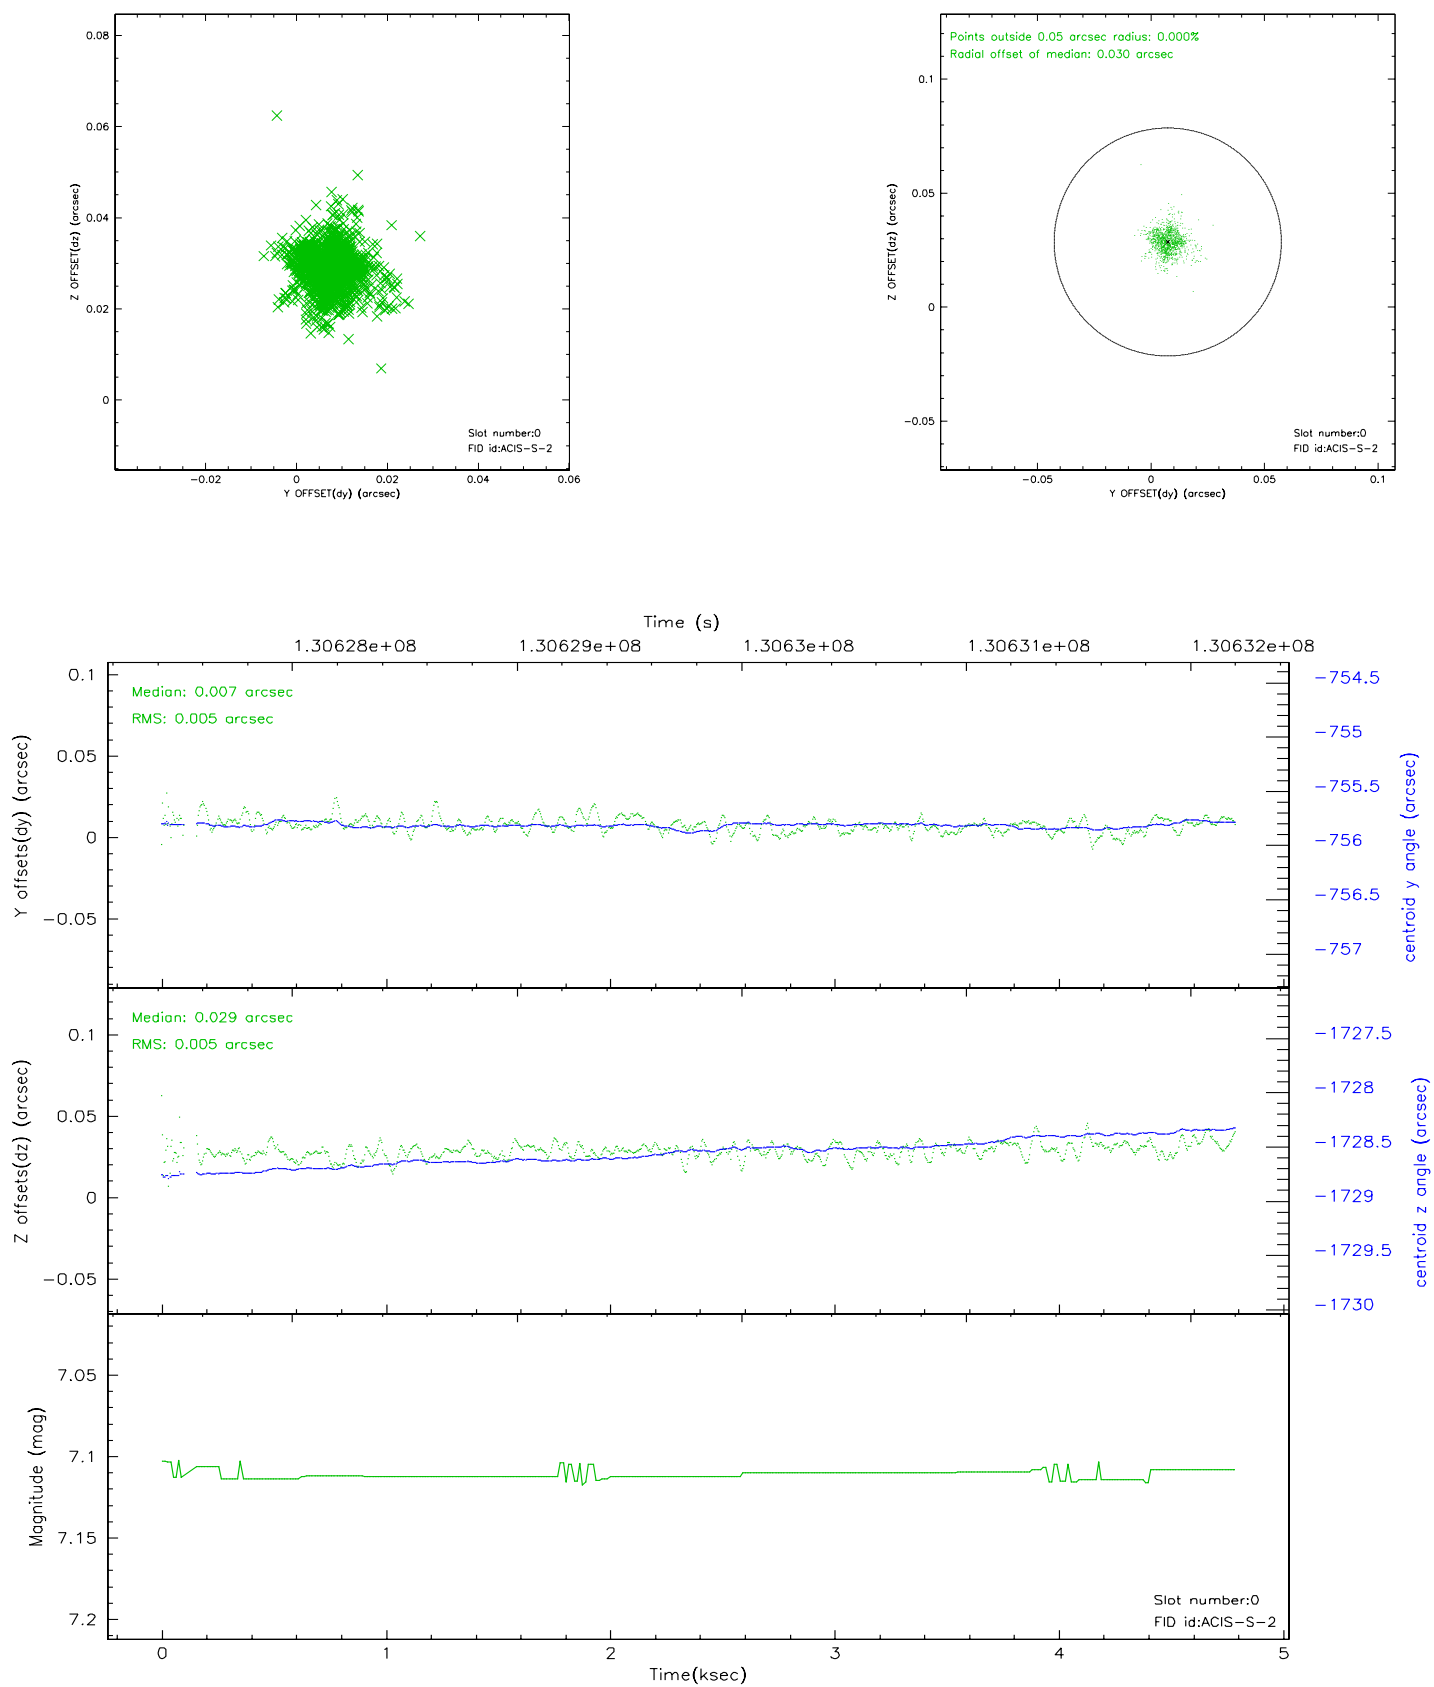 0.08
0.06
0.04
0.02
0
Z OFFSET(dz) (arcsec)
Slot number:0
FID id:ACIS-S-2
-0.02
0
0.02
0.04
0.06
Y OFFSET(dy) (arcsec)
Points outside 0.05 arcsec radius: 0.000%
Radial offset of median: 0.030 arcsec
0.1
0.05
0
-0.05
Z OFFSET(dz) (arcsec)
Slot number:0
FID id:ACIS-S-2
-0.05
0
0.05
0.1
Y OFFSET(dy) (arcsec)
Time (s)
1.30628e+08
1.30629e+08
1.3063e+08
1.30631e+08
1.30632e+08
Median: 0.007 arcsec
RMS: 0.005 arcsec
0.1
0.05
0
-0.05
Y offsets(dy) (arcsec)
-754.5
-755
-755.5
-756
-756.5
-757
centroid y angle (arcsec)
Median: 0.029 arcsec
RMS: 0.005 arcsec
0.1
0.05
0
-0.05
Z offsets(dz) (arcsec)
-1727.5
-1728
-1728.5
-1729
-1729.5
-1730
centroid z angle (arcsec)
7.05
7.1
7.15
7.2
Magnitude (mag)
Slot number:0
FID id:ACIS-S-2
0
1
2
3
4
5
Time(ksec)